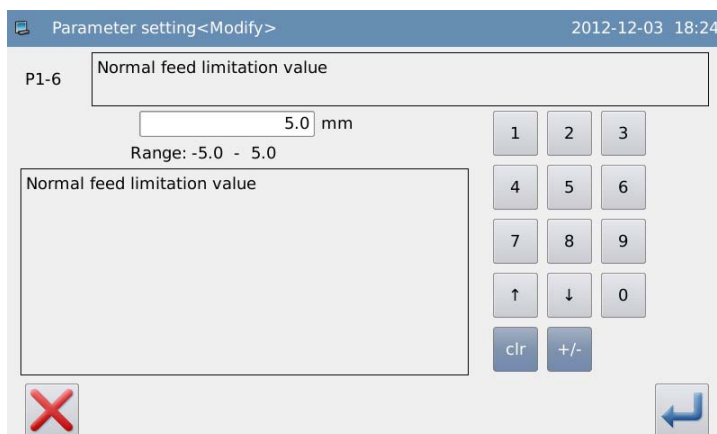 Parameter setting<Modify> 2012-12-03 18:24
P1-6 Normal feed limitation value
5.0 mm
Range: -5.0 - 5.0
Normal feed limitation value
1 2 3
4 5 6
7 8 9
↑ ↓ 0
clr +/-